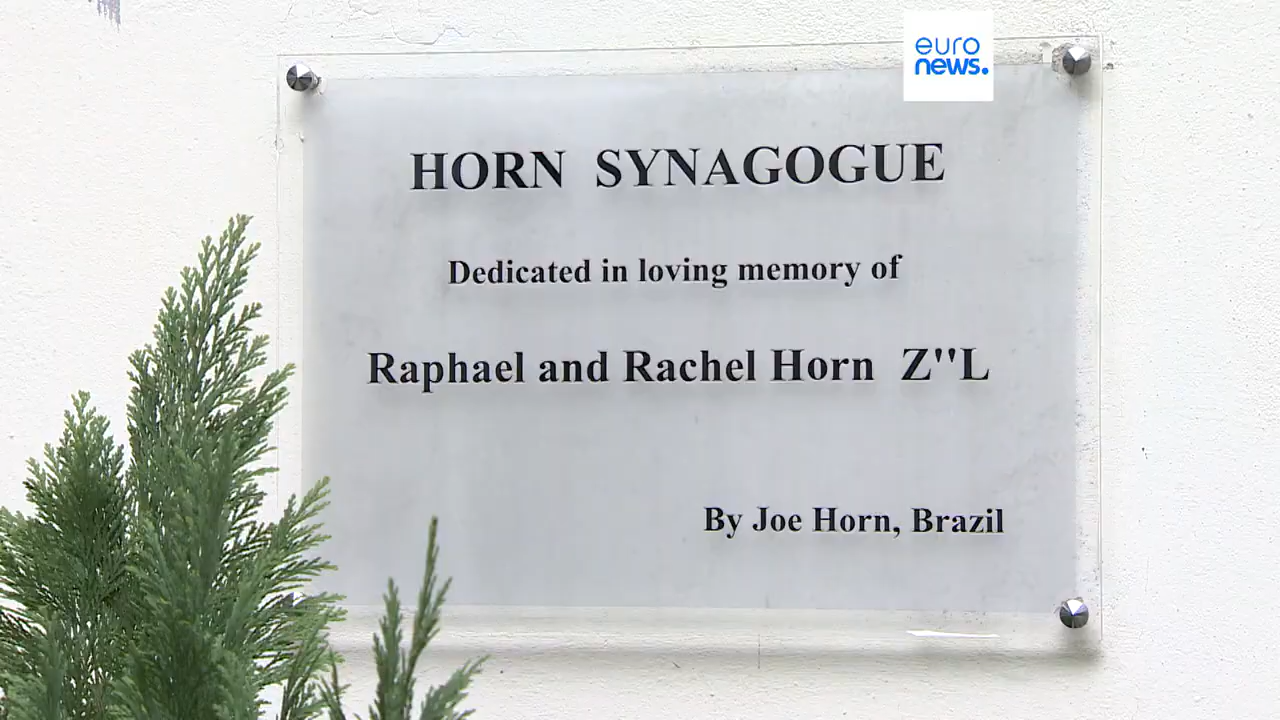 euro
news.
HORN SYNAGOGUE
Dedicated in loving memory of
Raphael and Rachel Horn Z''L
By Joe Horn, Brazil